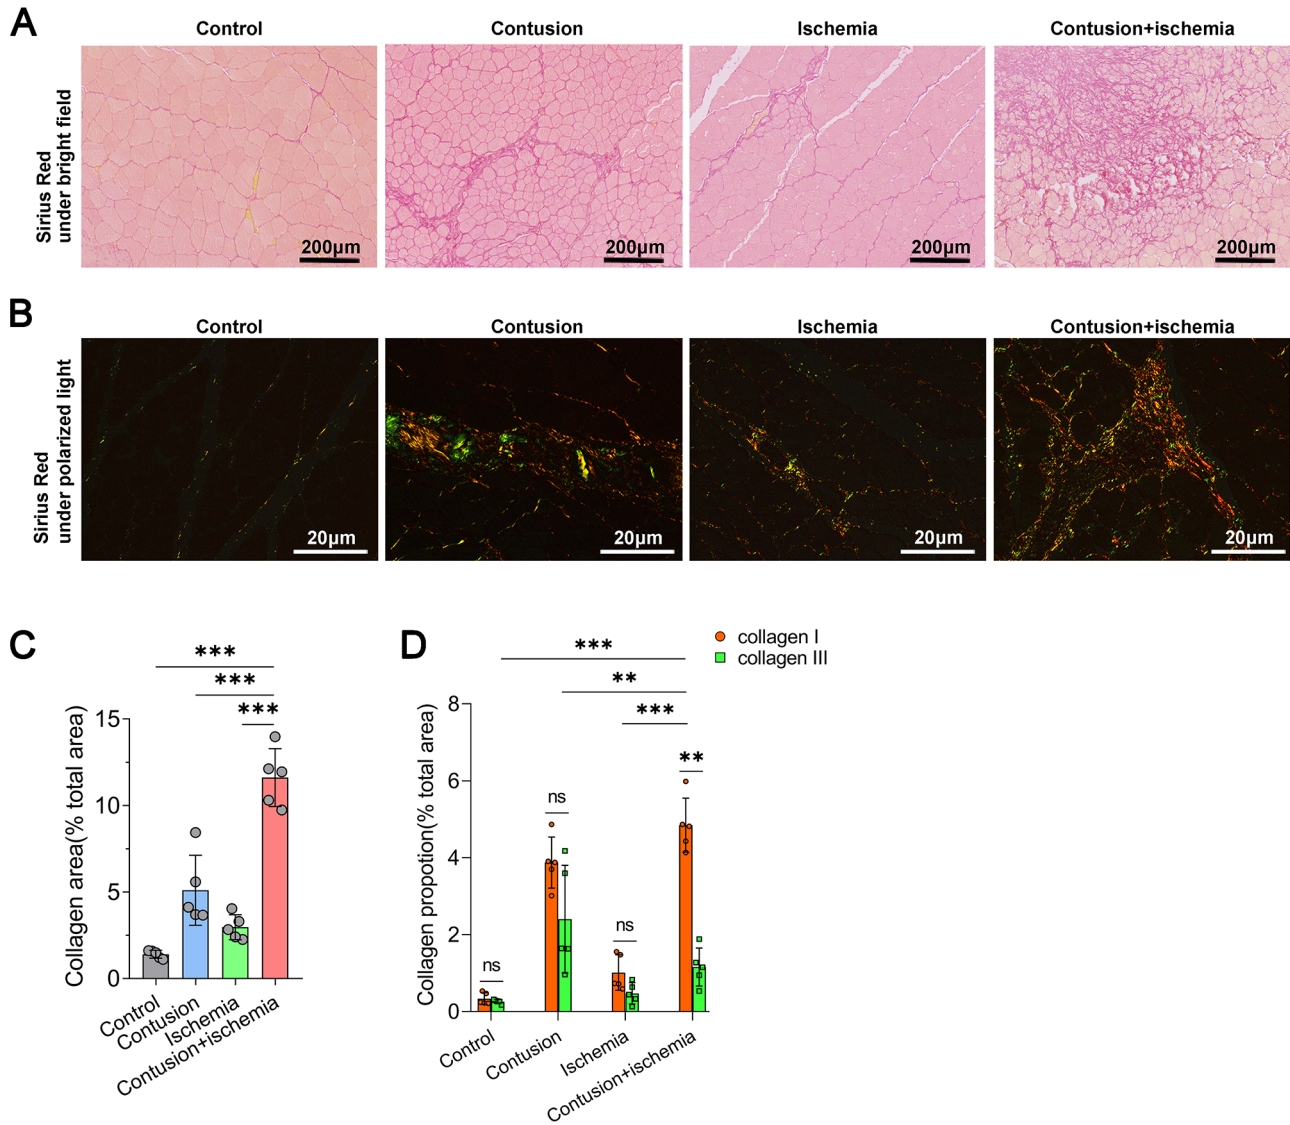 A
Control
Contusion
Ischemia
Contusion+ischemia
Sirius Red
under bright field
200μm
200μm
200μm
200μm
B
Control
Contusion
Ischemia
Contusion+ischemia
Sirius Red
under polarized light
20μm
20μm
20μm
20μm
C
***
***
***
Collagen area(% total area)
15
10
5
0
Control
Contusion
Ischemia
Contusion+ischemia
D
collagen I
collagen III
***
**
***
**
ns
ns
ns
Collagen propotion(% total area)
8
6
4
2
0
Control
Contusion
Ischemia
Contusion+ischemia